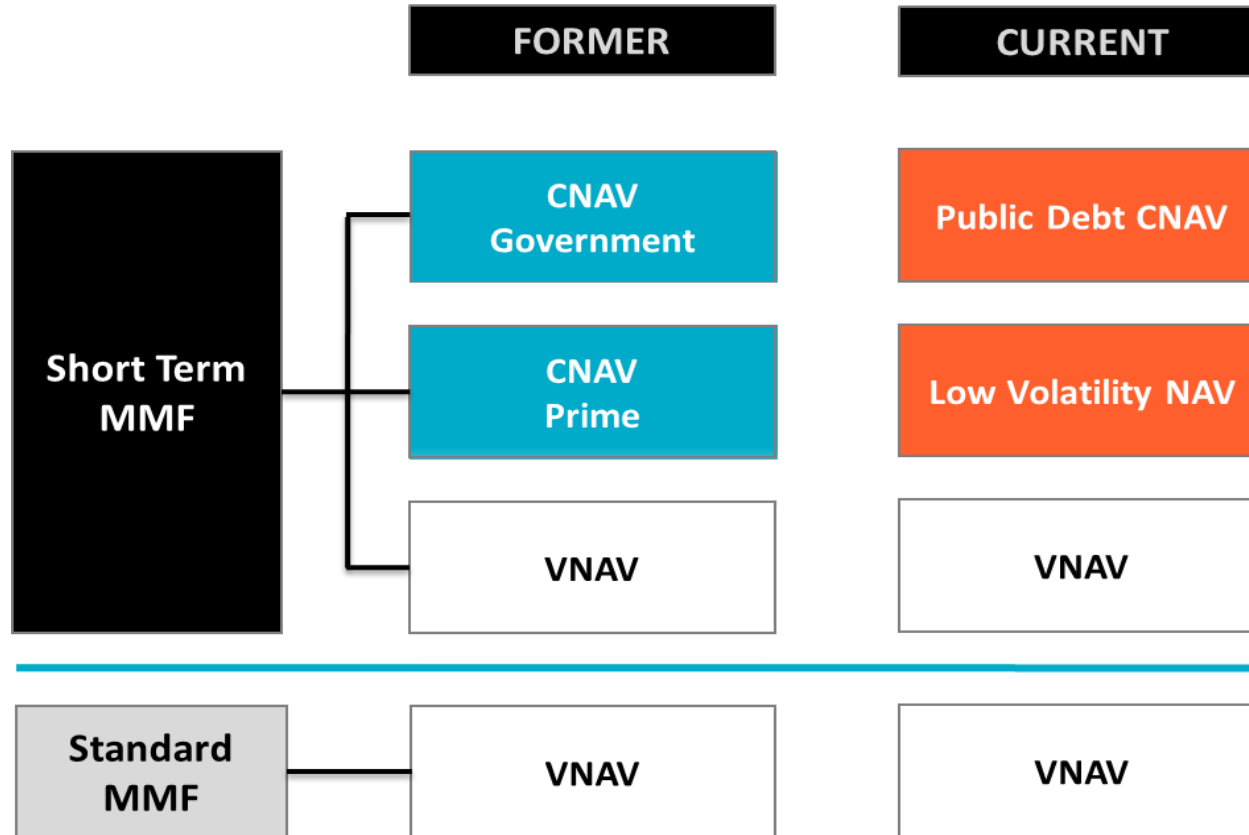 FORMER
CURRENT
Short Term
MMF
CNAV
Government
Public Debt CNAV
CNAV
Prime
Low Volatility NAV
VNAV
VNAV
Standard
MMF
VNAV
VNAV